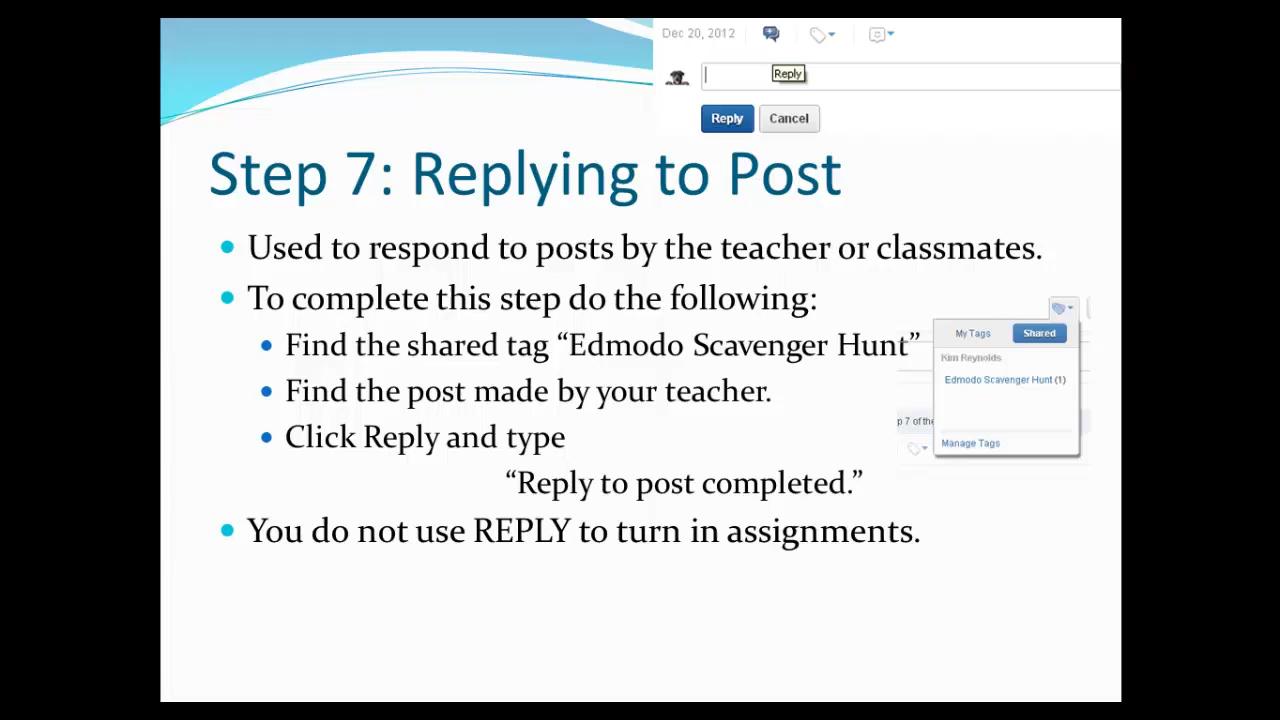 Dec 20, 2012
Reply
Reply Cancel
Step 7: Replying to Post
Used to respond to posts by the teacher or classmates.
To complete this step do the following:
Find the shared tag “Edmodo Scavenger Hunt”
Find the post made by your teacher.
Click Reply and type
“Reply to post completed.”
You do not use REPLY to turn in assignments.
My Tags Shared
Kim Reynolds
Edmodo Scavenger Hunt (1)
p 7 of the
Manage Tags